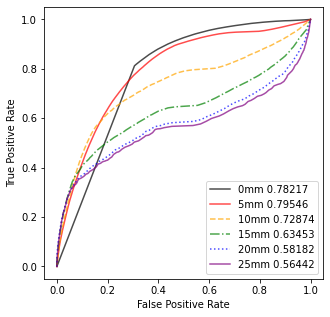 1.0
0.8
0.6
0.4
0.2
0.0
True Positive Rate
0mm 0.78217
5mm 0.79546
10mm 0.72874
15mm 0.63453
20mm 0.58182
25mm 0.56442
0.0 0.2 0.4 0.6 0.8 1.0
False Positive Rate